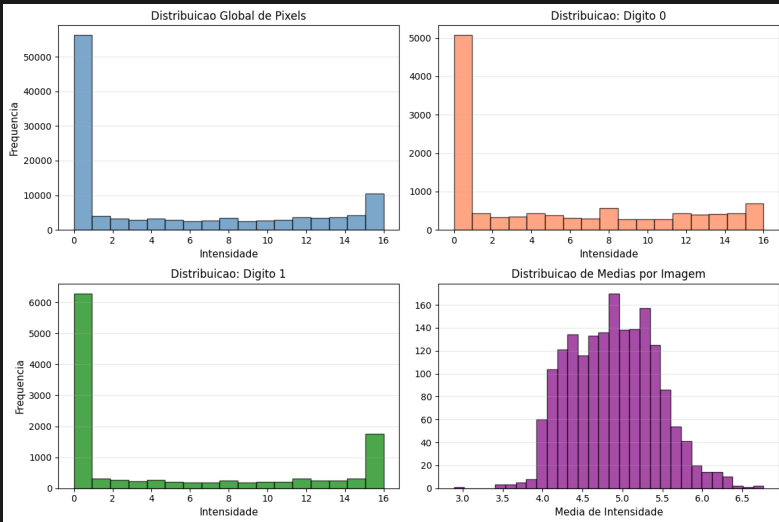 Distribuicao Global de Pixels
Frequencia
50000
40000
30000
20000
10000
0
0 2 4 6 8 10 12 14 16
Intensidade
Distribuicao: Digito 0
5000
4000
3000
2000
1000
0
0 2 4 6 8 10 12 14 16
Intensidade
Distribuicao: Digito 1
Frequencia
6000
5000
4000
3000
2000
1000
0
0 2 4 6 8 10 12 14 16
Intensidade
Distribuicao de Medias por Imagem
160
140
120
100
80
60
40
20
0
3.0 3.5 4.0 4.5 5.0 5.5 6.0 6.5
Media de Intensidade